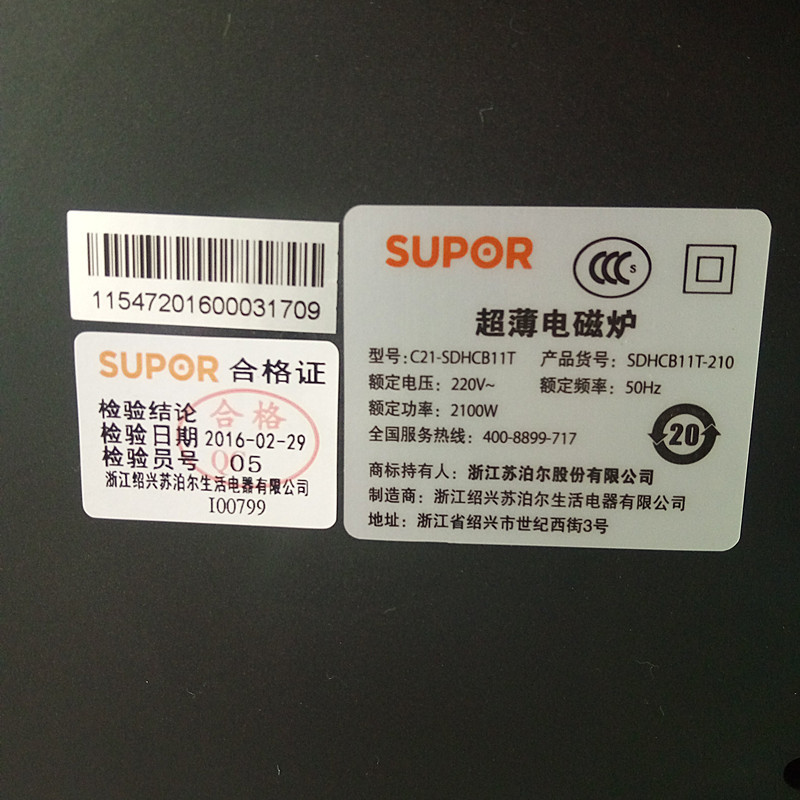 11547201600031709
SUPOR 合格证
检验结论 合格
检验日期 2016-02-29
检验员号 05
QC
浙江绍兴苏泊尔生活电器有限公司
I00799
SUPOR
CCC S
超薄电磁炉
型号: C21-SDHCB11T 产品货号: SDHCB11T-210
额定电压: 220V~ 额定频率: 50Hz
额定功率: 2100W
全国服务热线: 400-8899-717
20
商标持有人: 浙江苏泊尔股份有限公司
制造商: 浙江绍兴苏泊尔生活电器有限公司
地址: 浙江省绍兴市世纪西街3号